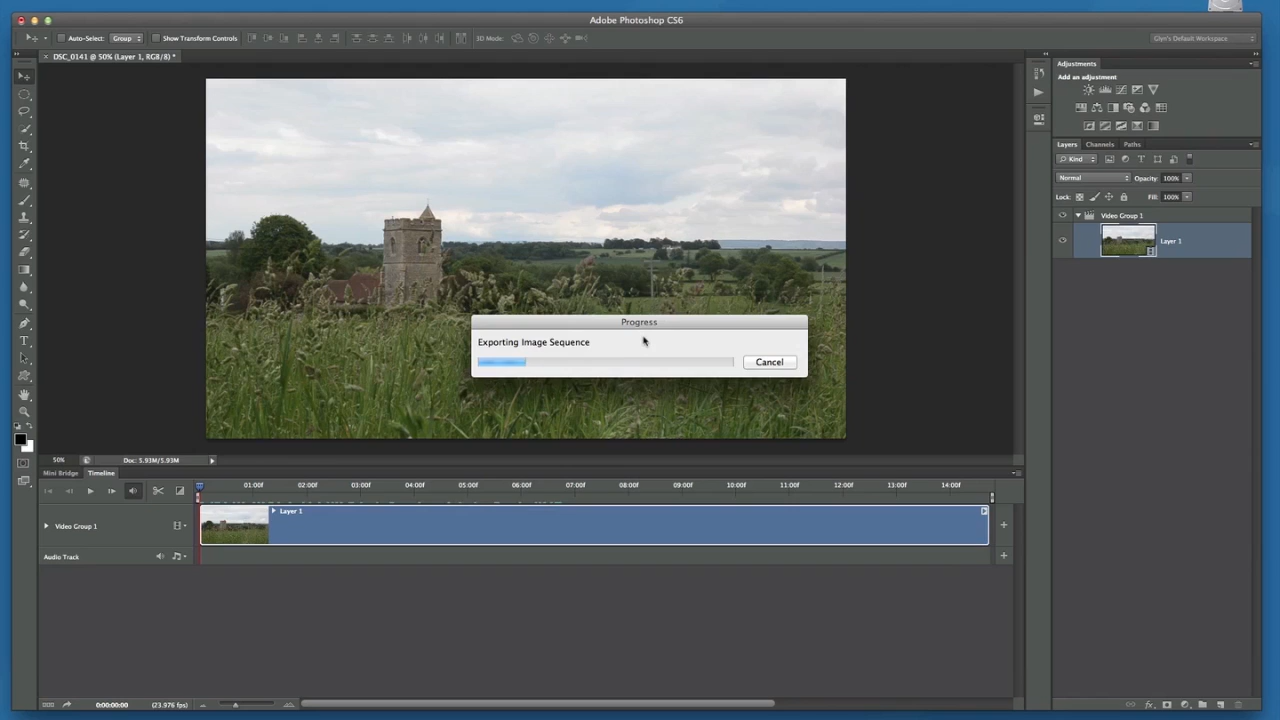 Adobe Photoshop CS6
Auto-Select: Group Show Transform Controls 3D Mode: Glyn's Default Workspace
DSC_0141 @ 50% (Layer 1, RGB/8) *
Adjustments
Add an adjustment
Layers Channels Paths
Kind
Normal Opacity: 100%
Lock: Fill: 100%
Video Group 1
Layer 1
Progress
Exporting Image Sequence
Cancel
50% Doc: 5.93M/5.93M
Mini Bridge Timeline
01:00f 02:00f 03:00f 04:00f 05:00f 06:00f 07:00f 08:00f 09:00f 10:00f 11:00f 12:00f 13:00f 14:00f
Video Group 1 Layer 1
Audio Track
0:00:00:00 (23.976 fps)